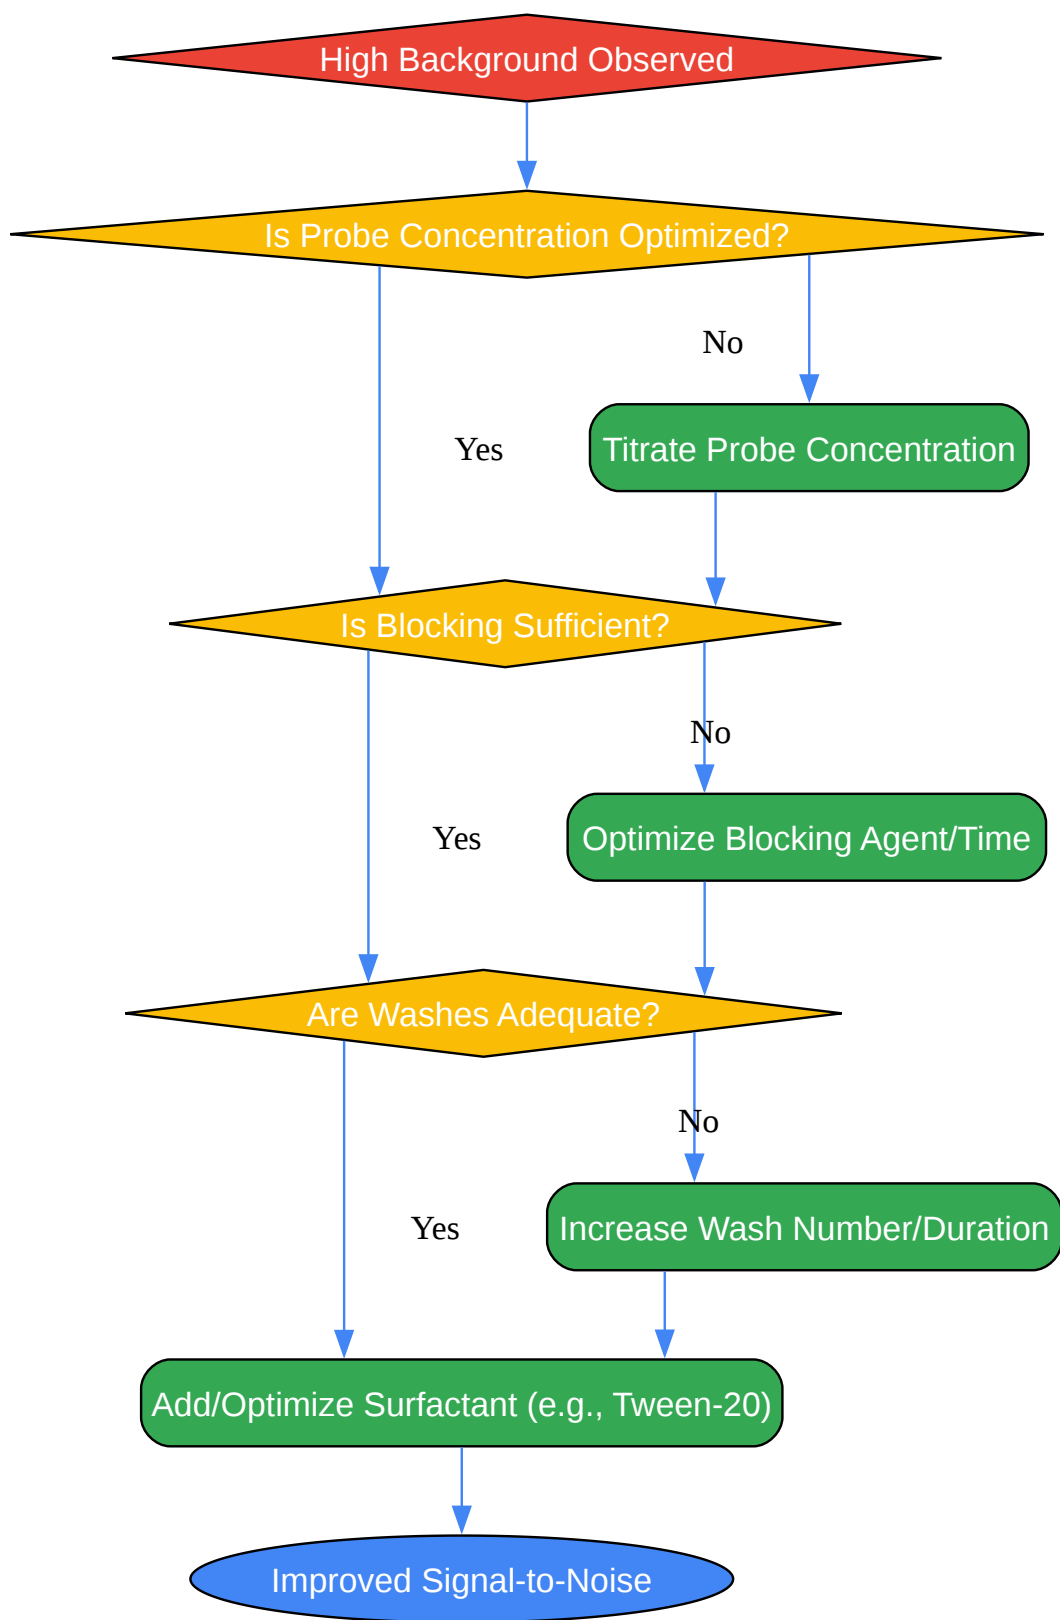 High Background Observed
Is Probe Concentration Optimized?
No
Yes
Titrate Probe Concentration
Is Blocking Sufficient?
No
Yes
Optimize Blocking Agent/Time
Are Washes Adequate?
No
Yes
Increase Wash Number/Duration
Add/Optimize Surfactant (e.g., Tween-20)
Improved Signal-to-Noise